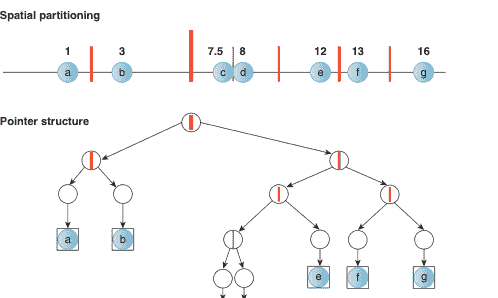 Spatial partitioning
1 3 7.5 8 12 13 16
a b c d e f g
Pointer structure
a b e f g